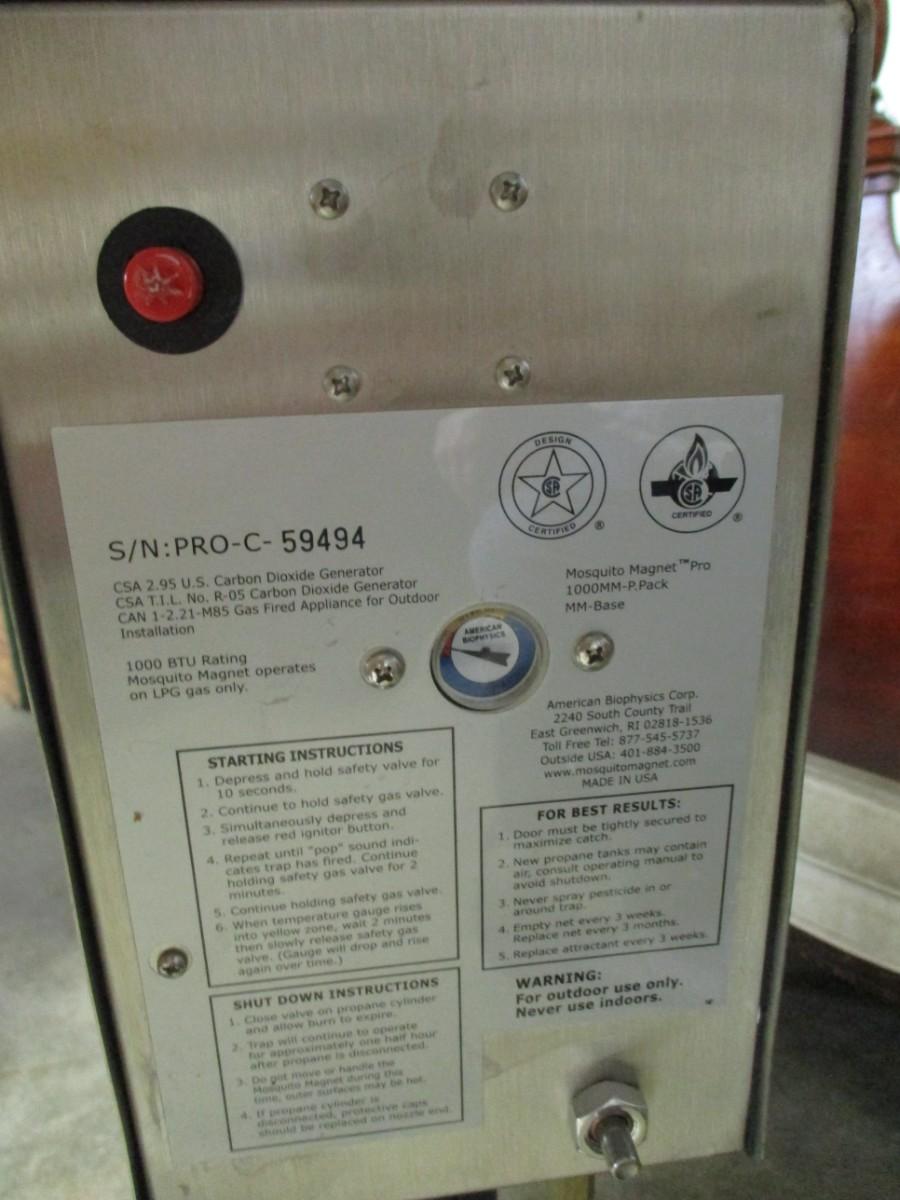 DESIGN
CSA
CERTIFIED
®
CSA
CERTIFIED
®
S/N:PRO-C- 59494
CSA 2.95 U.S. Carbon Dioxide Generator
CSA T.I.L. No. R-05 Carbon Dioxide Generator
CAN 1-2.21-M85 Gas Fired Appliance for Outdoor
Installation
1000 BTU Rating
Mosquito Magnet operates
on LPG gas only.
Mosquito Magnet™Pro
1000MM-P.Pack
MM-Base
AMERICAN
BIOPHYSICS
American Biophysics Corp.
2240 South County Trail
East Greenwich, RI 02818-1536
Toll Free Tel: 877-545-5737
Outside USA: 401-884-3500
www.mosquitomagnet.com
MADE IN USA
STARTING INSTRUCTIONS
1. Depress and hold safety valve for
10 seconds.
2. Continue to hold safety gas valve.
3. Simultaneously depress and
release red ignitor button.
4. Repeat until "pop" sound indi-
cates trap has fired. Continue
holding safety gas valve for 2
minutes.
5. Continue holding safety gas valve.
6. When temperature gauge rises
into yellow zone, wait 2 minutes
then slowly release safety gas
valve. (Gauge will drop and rise
again over time.)
FOR BEST RESULTS:
1. Door must be tightly secured to
maximize catch.
2. New propane tanks may contain
air, consult operating manual to
avoid shutdown.
3. Never spray pesticide in or
around trap.
4. Empty net every 3 weeks.
Replace net every 3 months.
5. Replace attractant every 3 weeks.
WARNING:
For outdoor use only.
Never use indoors.
SHUT DOWN INSTRUCTIONS
1. Close valve on propane cylinder
and allow burn to expire.
2. Trap will continue to operate
for approximately one half hour
after propane is disconnected.
3. Do not move or handle the
Mosquito Magnet during this
time, outer surfaces may be hot.
4. If propane cylinder is
disconnected, protective caps
should be replaced on nozzle end.